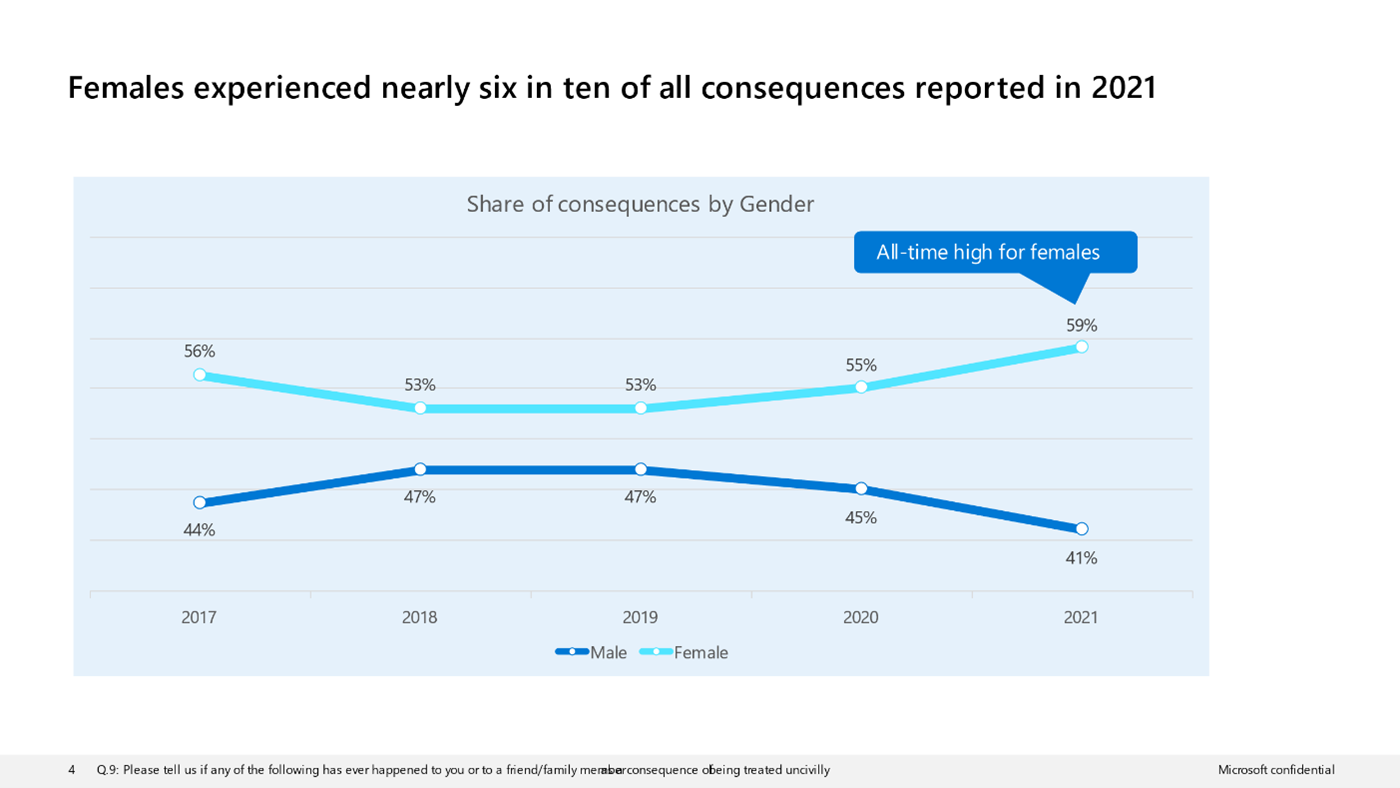 Females experienced nearly six in ten of all consequences reported in 2021
Share of consequences by Gender
All-time high for females
59%
56%
55%
53%
53%
47%
47%
45%
44%
41%
2017 2018 2019 2020 2021
Male Female
4 Q.9: Please tell us if any of the following has ever happened to you or to a friend/family member as a consequence of being treated uncivilly Microsoft confidential